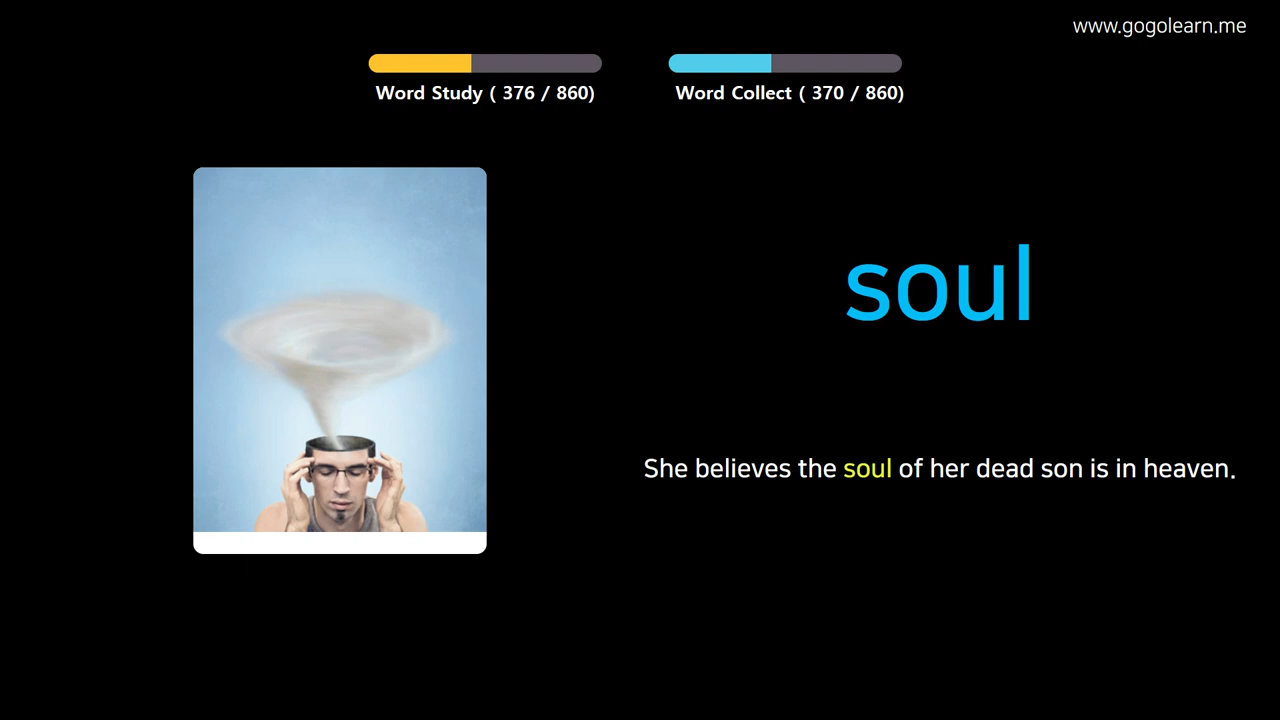 www.gogolearn.me
Word Study ( 376 / 860)
Word Collect ( 370 / 860)
soul
She believes the soul of her dead son is in heaven.